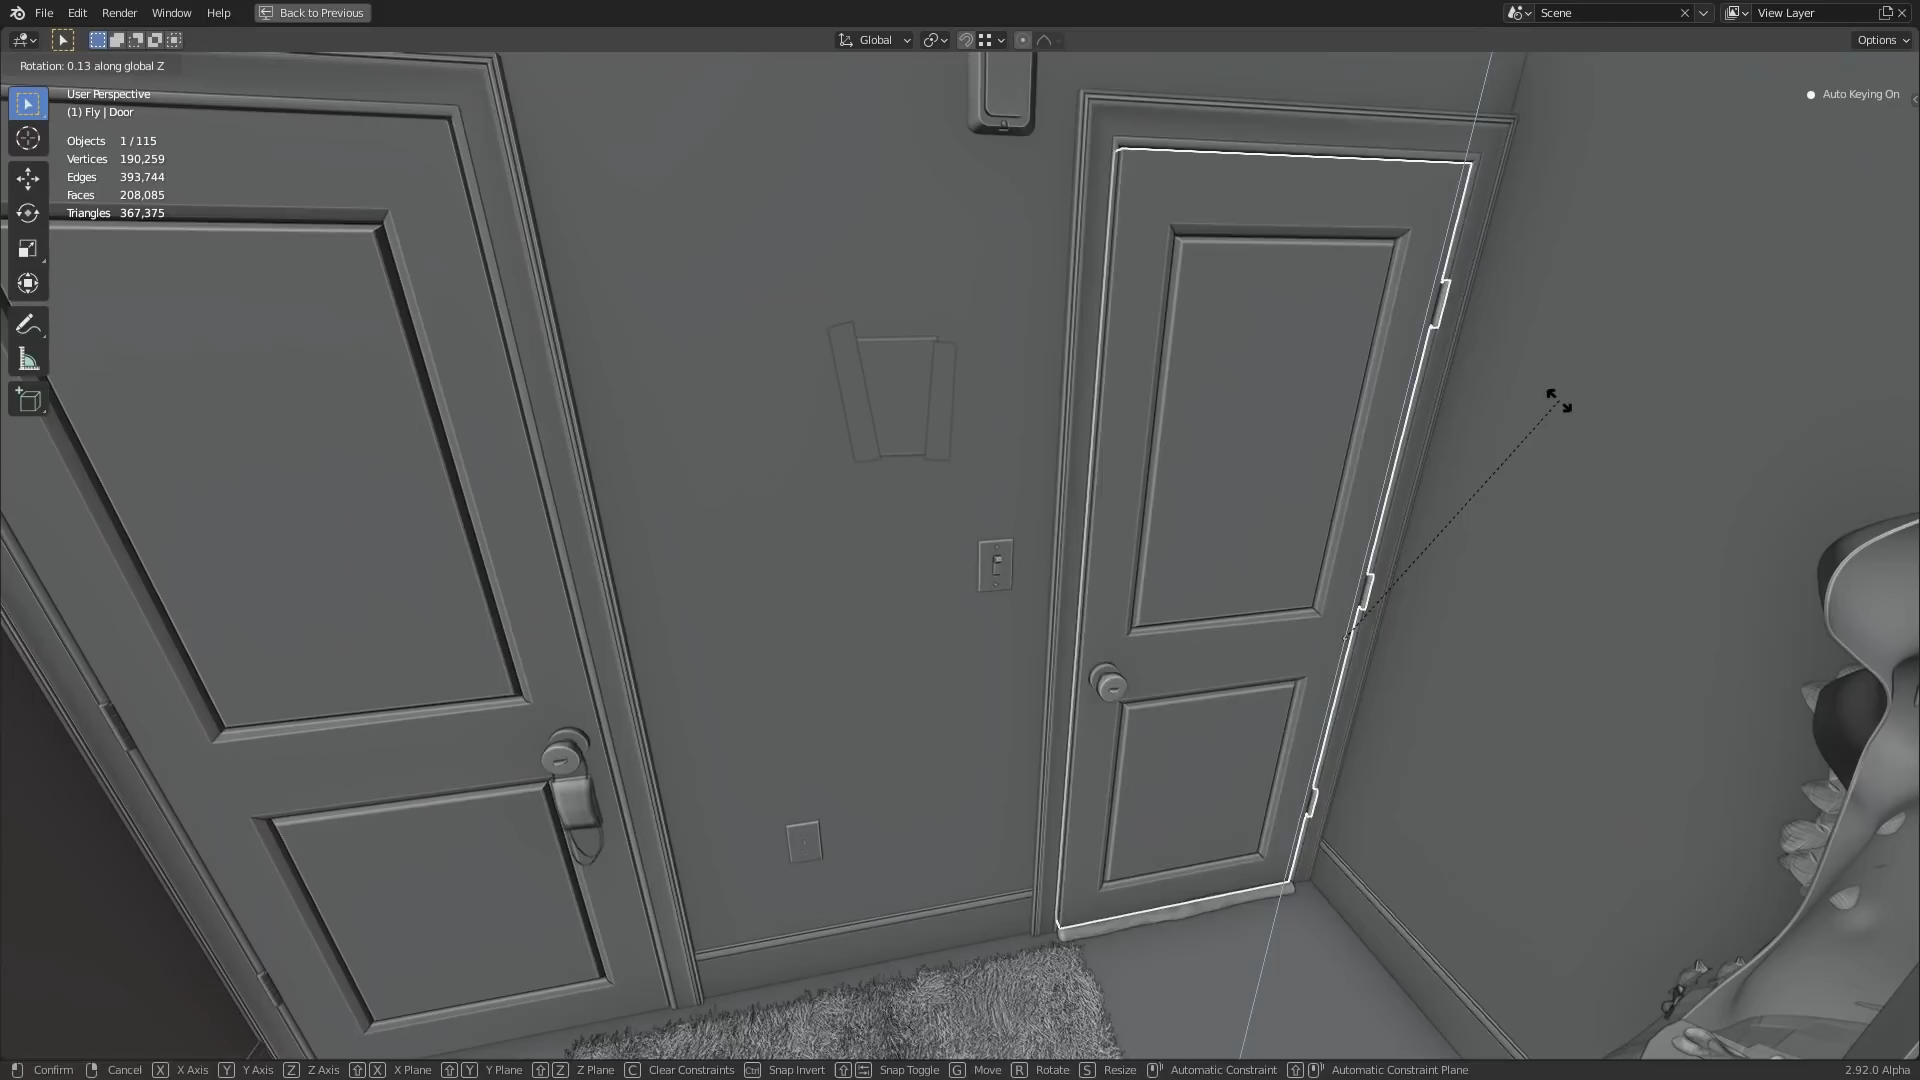 File Edit Render Window Help Back to Previous Scene View Layer
Global Options
Rotation: 0.13 along global Z
User Perspective
(1) Fly | Door
Auto Keying On
Objects 1 / 115
Vertices 190,259
Edges 393,744
Faces 208,085
Triangles 367,375
Confirm Cancel X X Axis Y Y Axis Z Z Axis X X Plane Y Y Plane Z Z Plane C Clear Constraints Ctrl Snap Invert Snap Toggle G Move R Rotate S Resize Automatic Constraint Automatic Constraint Plane 2.92.0 Alpha